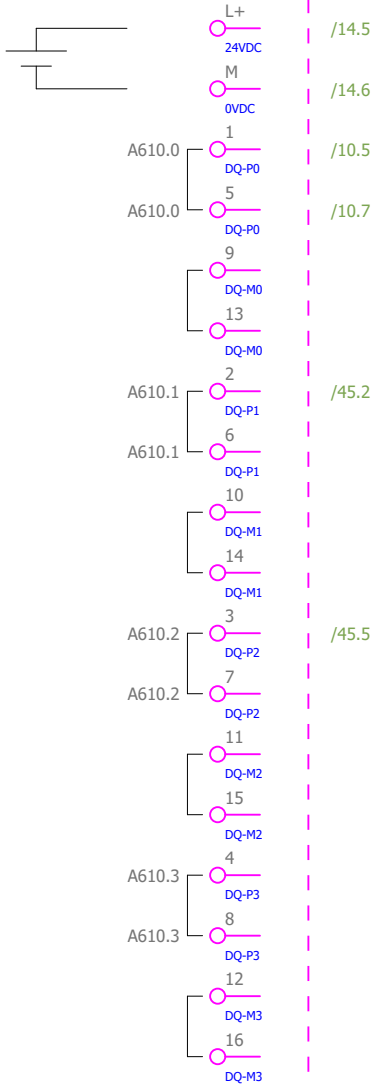 L+ /14.5
24VDC
M /14.6
0VDC
A610.0 1 /10.5
DQ-P0
A610.0 5 /10.7
DQ-P0
9
DQ-M0
13
DQ-M0
A610.1 2 /45.2
DQ-P1
A610.1 6
DQ-P1
10
DQ-M1
14
DQ-M1
A610.2 3 /45.5
DQ-P2
A610.2 7
DQ-P2
11
DQ-M2
15
DQ-M2
A610.3 4
DQ-P3
A610.3 8
DQ-P3
12
DQ-M3
16
DQ-M3